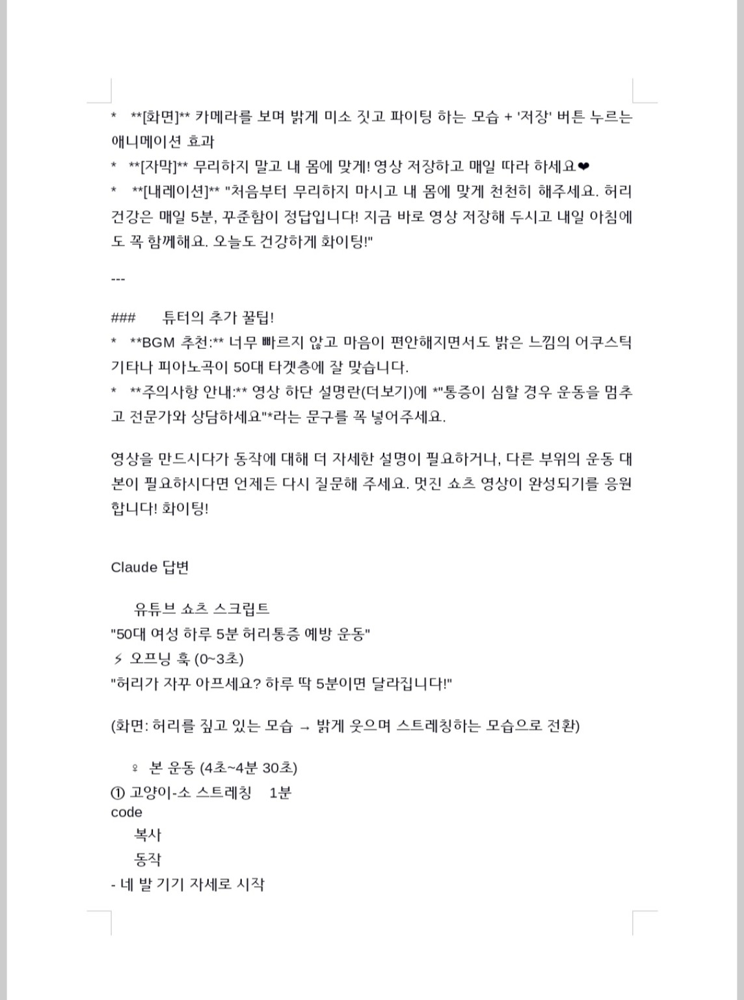 *   **[화면]** 카메라를 보며 밝게 미소 짓고 파이팅 하는 모습 + '저장' 버튼 누르는
애니메이션 효과
*   **[자막]** 무리하지 말고 내 몸에 맞게! 영상 저장하고 매일 따라 하세요❤
*   **[내레이션]** "처음부터 무리하지 마시고 내 몸에 맞게 천천히 해주세요. 허리
건강은 매일 5분, 꾸준함이 정답입니다! 지금 바로 영상 저장해 두시고 내일 아침에
도 꼭 함께해요. 오늘도 건강하게 화이팅!"
---
###   튜터의 추가 꿀팁!
*   **BGM 추천:** 너무 빠르지 않고 마음이 편안해지면서도 밝은 느낌의 어쿠스틱
기타나 피아노곡이 50대 타겟층에 잘 맞습니다.
*   **주의사항 안내:** 영상 하단 설명란(더보기)에 *"통증이 심할 경우 운동을 멈추
고 전문가와 상담하세요"*라는 문구를 꼭 넣어주세요.
영상을 만드시다가 동작에 대해 더 자세한 설명이 필요하거나, 다른 부위의 운동 대
본이 필요하시다면 언제든 다시 질문해 주세요. 멋진 쇼츠 영상이 완성되기를 응원
합니다! 화이팅!
Claude 답변
유튜브 쇼츠 스크립트
"50대 여성 하루 5분 허리통증 예방 운동"
⚡ 오프닝 훅 (0~3초)
"허리가 자꾸 아프세요? 하루 딱 5분이면 달라집니다!"
(화면: 허리를 짚고 있는 모습 → 밝게 웃으며 스트레칭하는 모습으로 전환)
♀ 본 운동 (4초~4분 30초)
① 고양이-소 스트레칭   1분
code
복사
동작
- 네 발 기기 자세로 시작